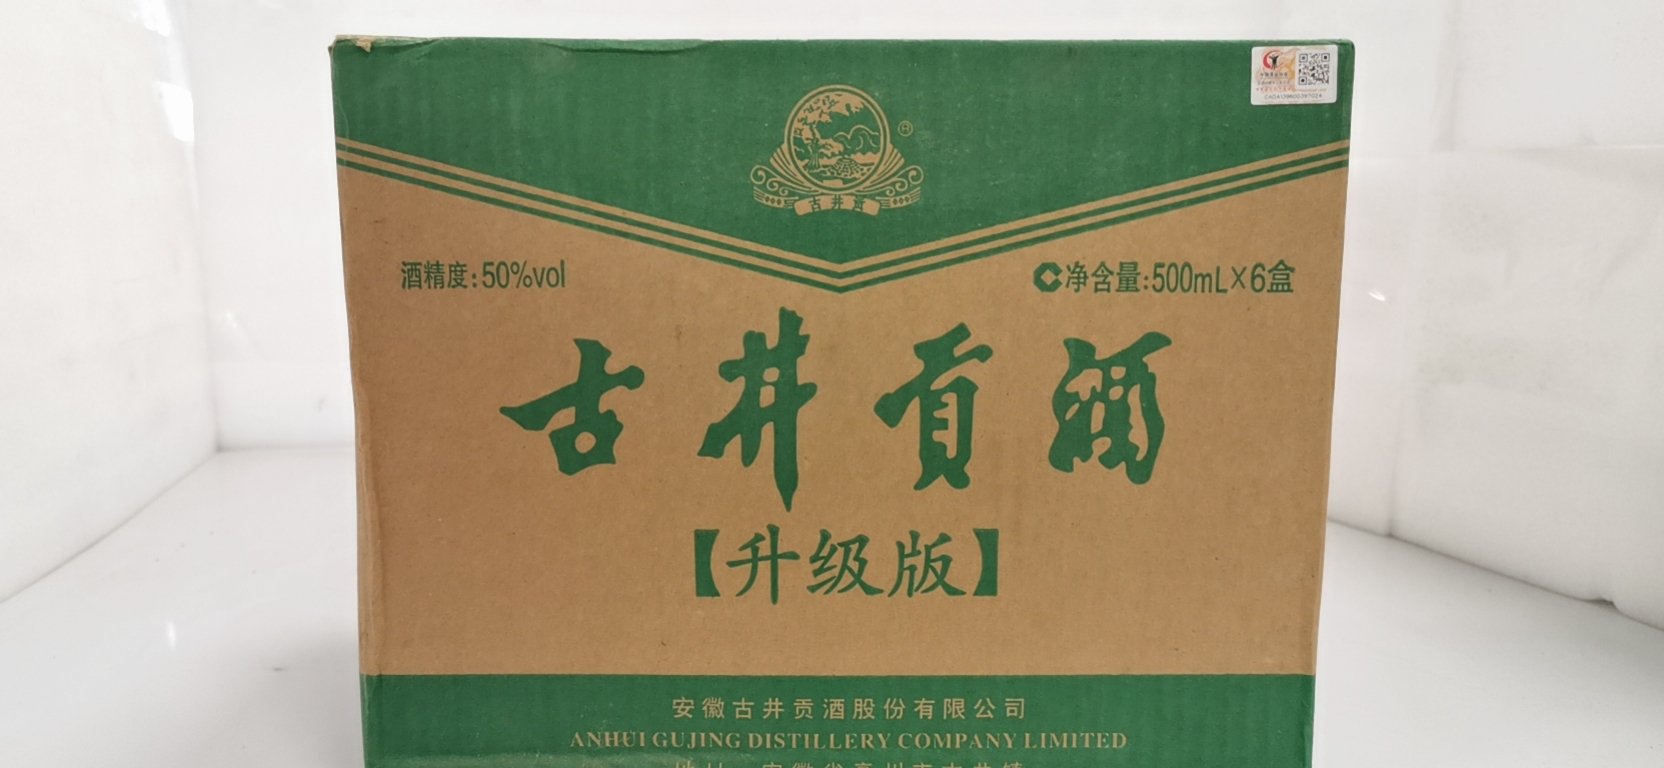 古井贡
酒精度:50%vol
净含量:500mL×6盒
古井贡酒
【升级版】
安徽古井贡酒股份有限公司
ANHUI GUJING DISTILLERY COMPANY LIMITED